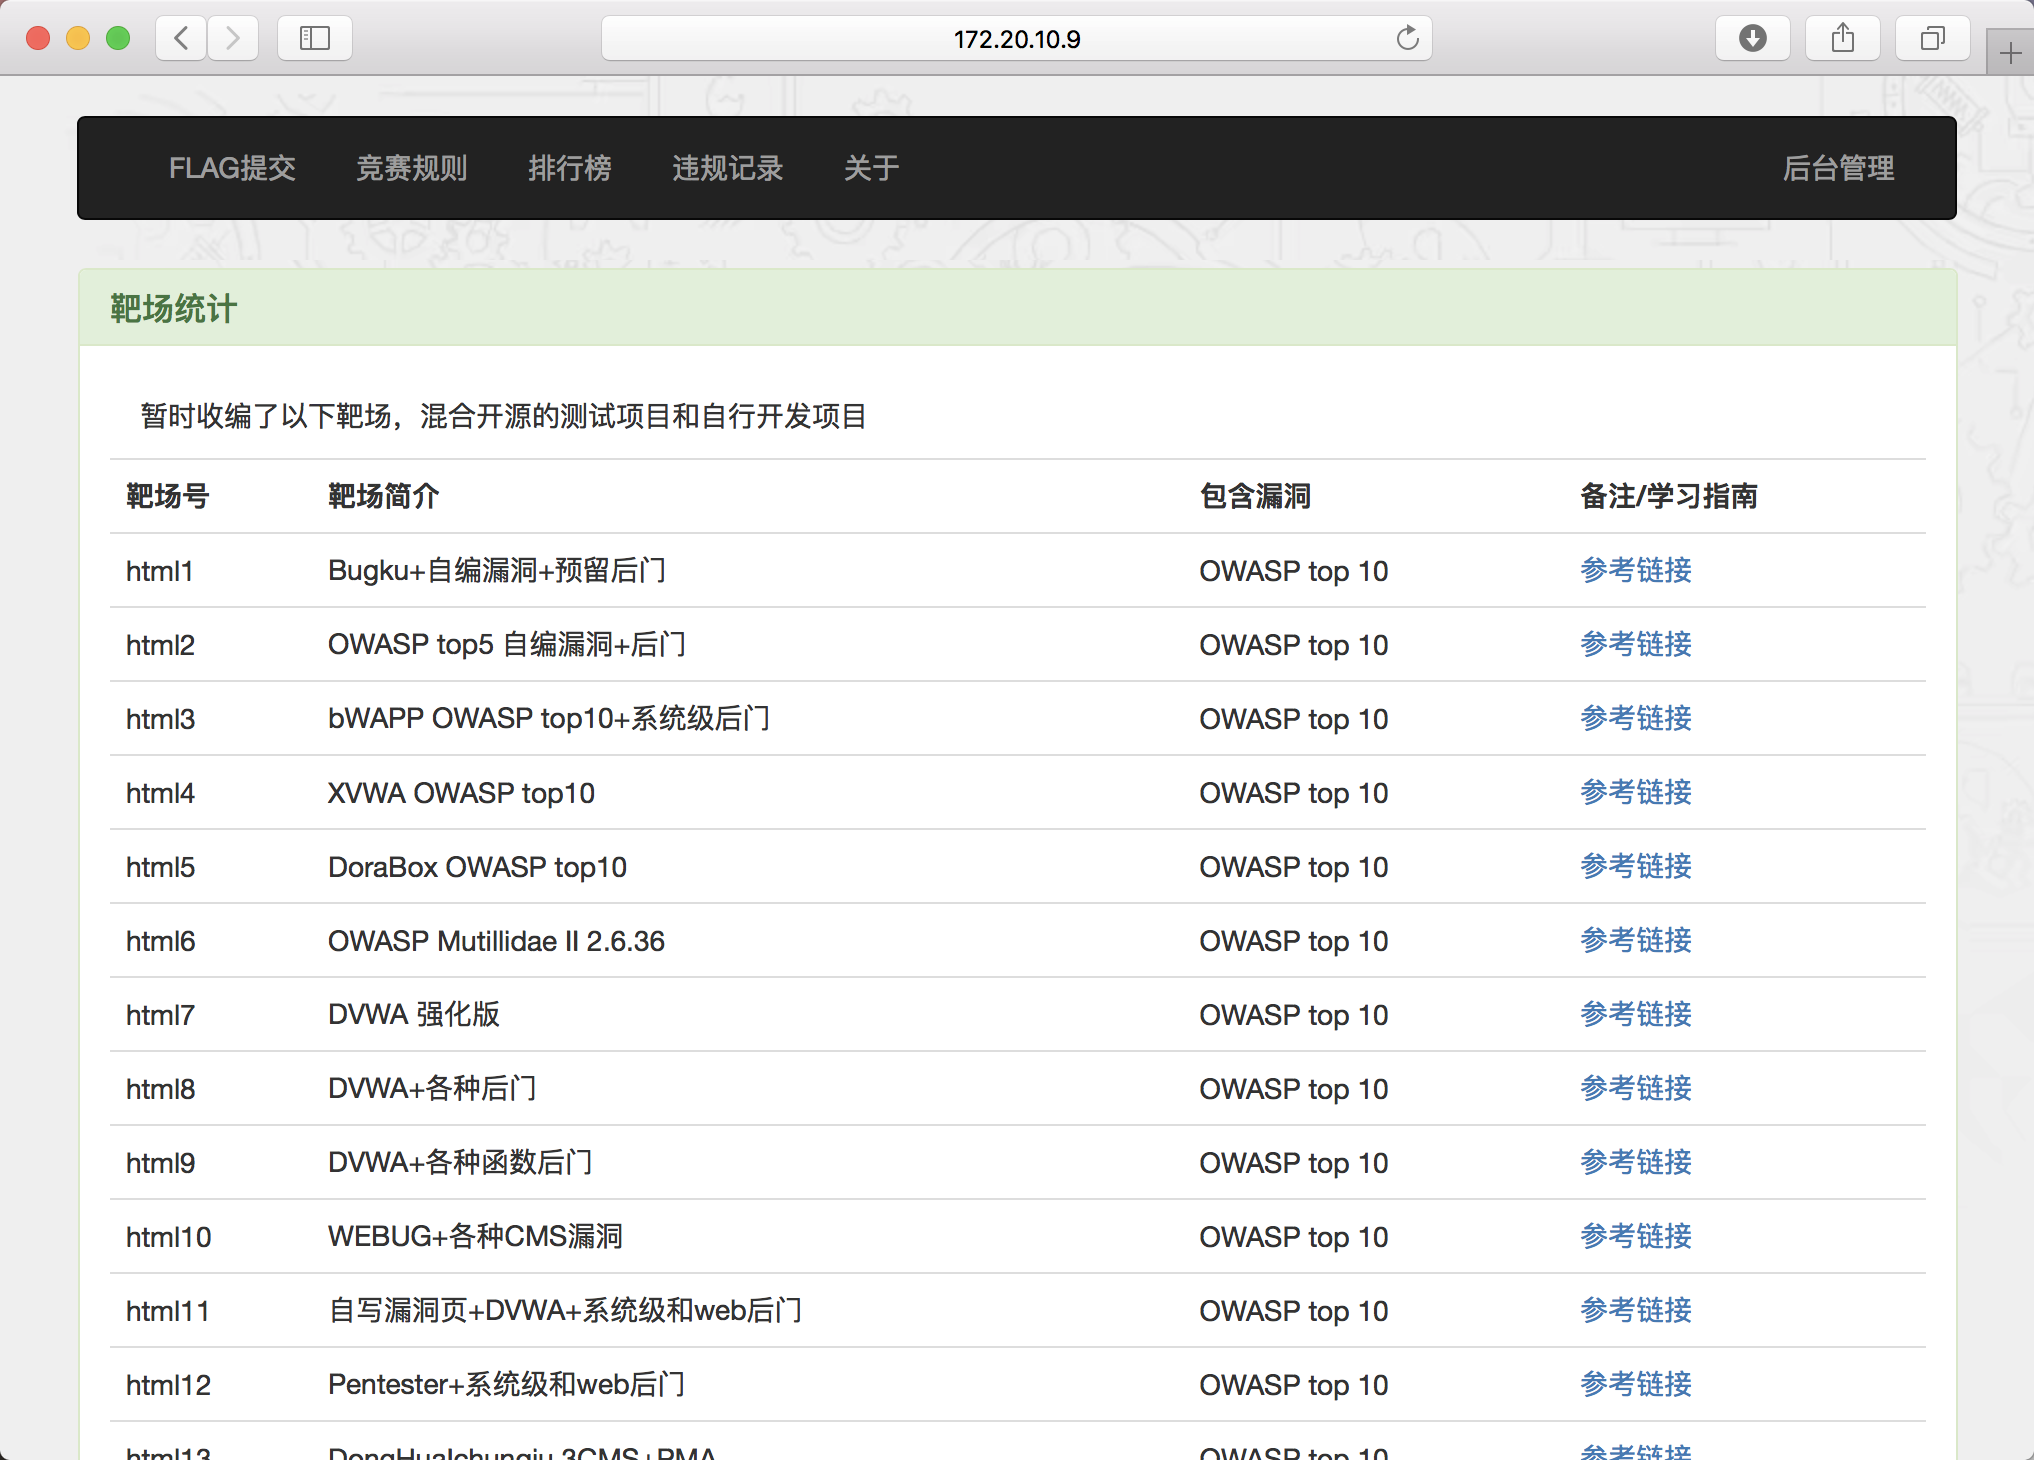 172.20.10.9
FLAG提交 竞赛规则 排行榜 违规记录 关于 后台管理
靶场统计
暂时收编了以下靶场，混合开源的测试项目和自行开发项目
靶场号 靶场简介 包含漏洞 备注/学习指南
html1 Bugku+自编漏洞+预留后门 OWASP top 10 参考链接
html2 OWASP top5 自编漏洞+后门 OWASP top 10 参考链接
html3 bWAPP OWASP top10+系统级后门 OWASP top 10 参考链接
html4 XVWA OWASP top10 OWASP top 10 参考链接
html5 DoraBox OWASP top10 OWASP top 10 参考链接
html6 OWASP Mutillidae II 2.6.36 OWASP top 10 参考链接
html7 DVWA 强化版 OWASP top 10 参考链接
html8 DVWA+各种后门 OWASP top 10 参考链接
html9 DVWA+各种函数后门 OWASP top 10 参考链接
html10 WEBUG+各种CMS漏洞 OWASP top 10 参考链接
html11 自写漏洞页+DVWA+系统级和web后门 OWASP top 10 参考链接
html12 Pentester+系统级和web后门 OWASP top 10 参考链接
html13 DongHuaIchunqiu 3CMS+PMA OWASP top 10 参考链接